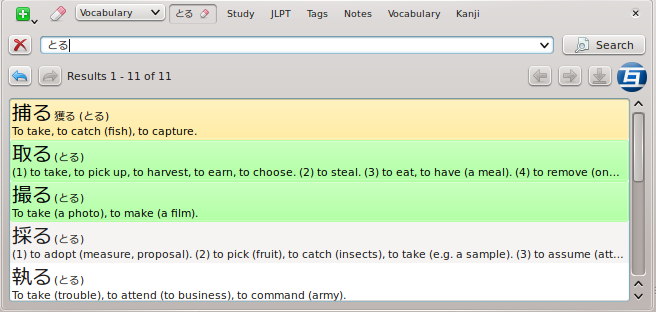 Vocabulary とる Study JLPT Tags Notes Vocabulary Kanji
とる Search
Results 1 - 11 of 11
互
捕る 獲る (とる)
To take, to catch (fish), to capture.
取る (とる)
(1) to take, to pick up, to harvest, to earn, to choose. (2) to steal. (3) to eat, to have (a meal). (4) to remove (on...
撮る (とる)
To take (a photo), to make (a film).
採る (とる)
(1) to adopt (measure, proposal). (2) to pick (fruit), to catch (insects), to take (e.g. a sample). (3) to assume (att...
執る (とる)
To take (trouble), to attend (to business), to command (army).